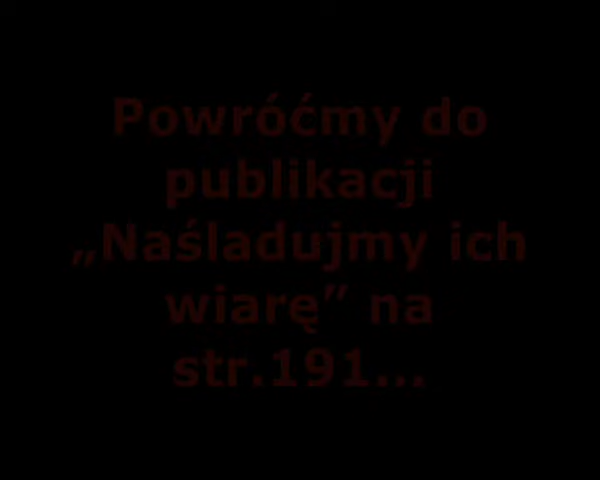 Powróćmy do
publikacji
„Naśladujmy ich
wiarę” na
str.191...